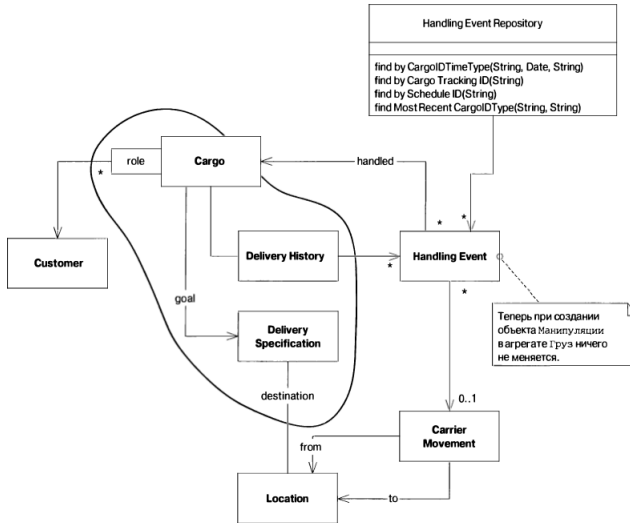 Handling Event Repository
find by CargoIDTimeType(String, Date, String)
find by Cargo Tracking ID(String)
find by Schedule ID(String)
find Most Recent CargoIDType(String, String)
role
Cargo
handled
*
*
*
Customer
Delivery History
*
Handling Event
*
goal
Delivery
Specification
Теперь при создании
объекта Манипуляции
в агрегате Груз ничего
не меняется.
destination
0..1
Carrier
Movement
from
Location
to